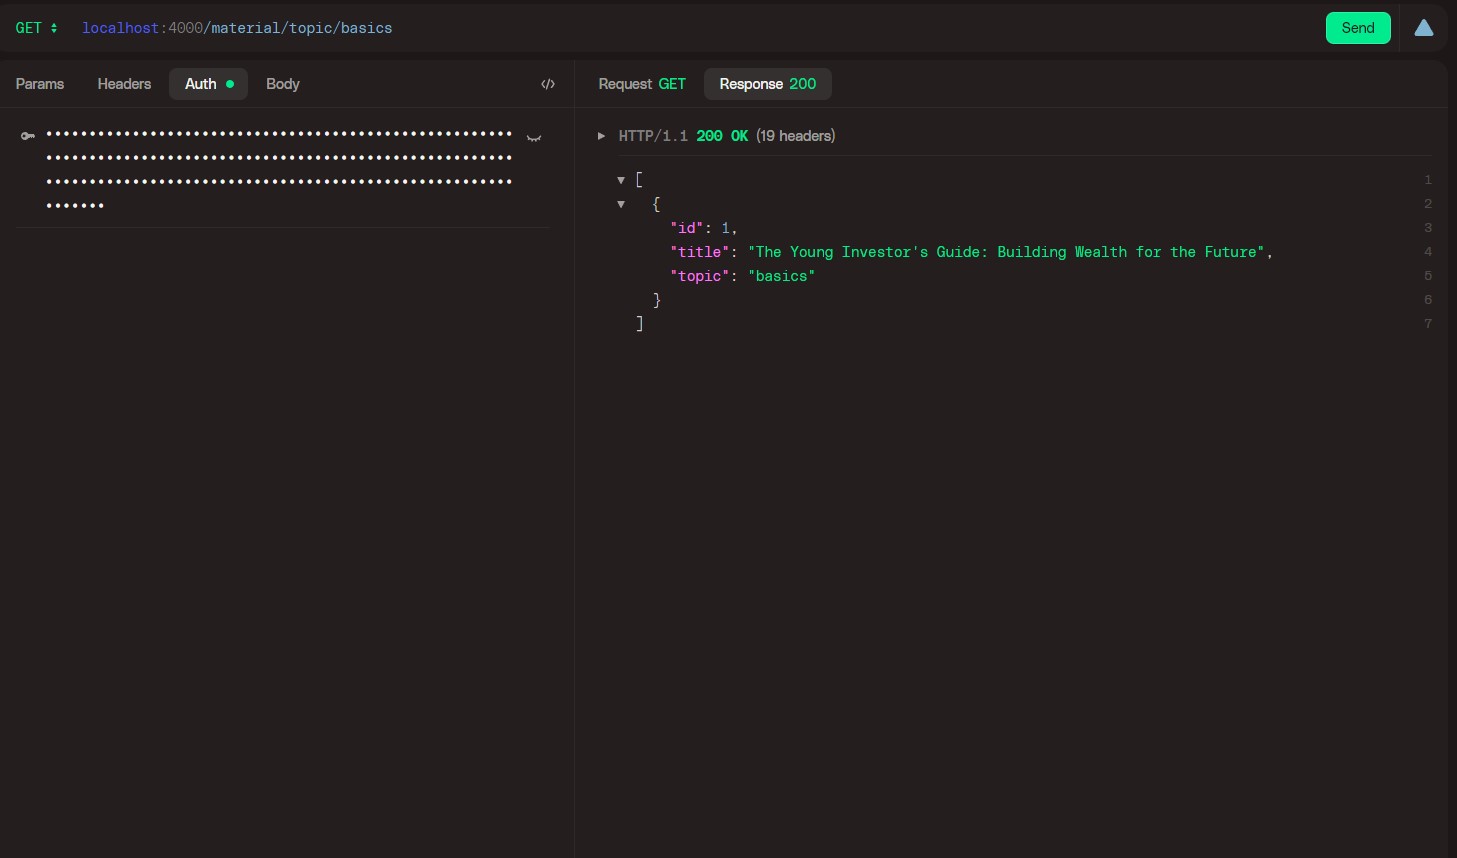 GET localhost:4000/material/topic/basics Send
Params Headers Auth Body </>
Request GET Response 200
••••••••••••••••••••••••••••••••••••••••••••••••••••••
••••••••••••••••••••••••••••••••••••••••••••••••••••••
••••••••••••••••••••••••••••••••••••••••••••••••••••••
•••••••
HTTP/1.1 200 OK (19 headers)
[ 1
{ 2
"id": 1, 3
"title": "The Young Investor's Guide: Building Wealth for the Future", 4
"topic": "basics" 5
} 6
] 7